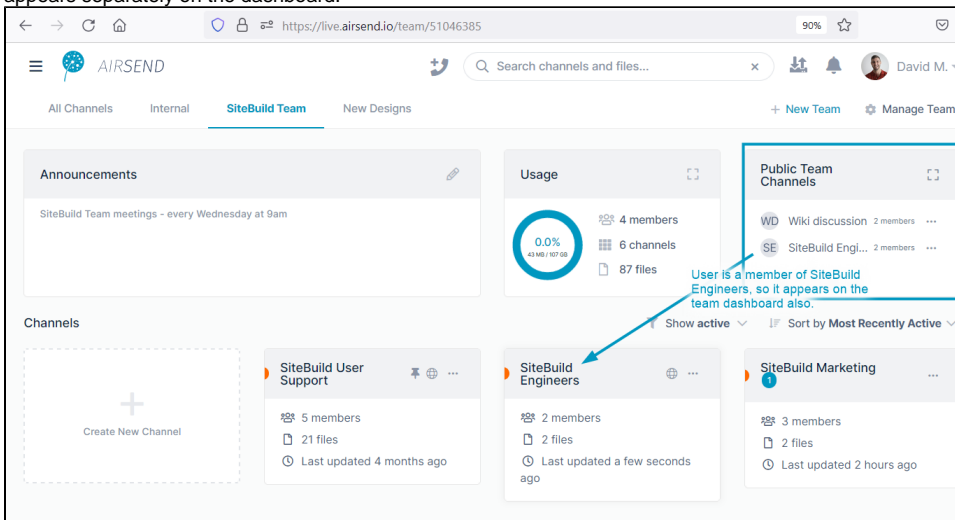 appears separately on the dashboard.
https://live.airsend.io/team/51046385
90%
AIRSEND
Search channels and files...
×
David M.
All Channels
Internal
SiteBuild Team
New Designs
+ New Team
Manage Team
Announcements
SiteBuild Team meetings - every Wednesday at 9am
Usage
0.0%
43 MB / 107 GB
4 members
6 channels
87 files
Public Team
Channels
WD Wiki discussion 2 members ...
SE SiteBuild Engi... 2 members ...
User is a member of SiteBuild
Engineers, so it appears on the
team dashboard also.
Channels
Show active
Sort by Most Recently Active
Create New Channel
SiteBuild User
Support
...
5 members
21 files
Last updated 4 months ago
SiteBuild
Engineers
...
2 members
2 files
Last updated a few seconds
ago
SiteBuild Marketing
1
...
3 members
2 files
Last updated 2 hours ago